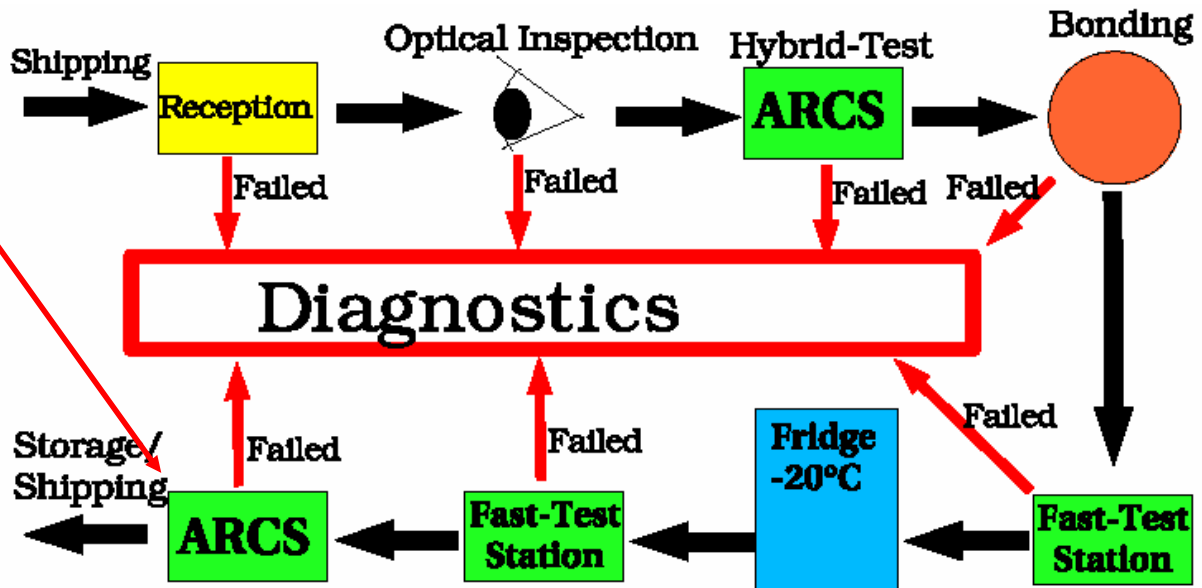 Shipping
Reception
Failed
Optical Inspection
Failed
Hybrid-Test
ARCS
Failed
Bonding
Failed
Diagnostics
Storage/
Shipping
ARCS
Failed
Fast-Test
Station
Failed
Fridge
-20°C
Failed
Fast-Test
Station